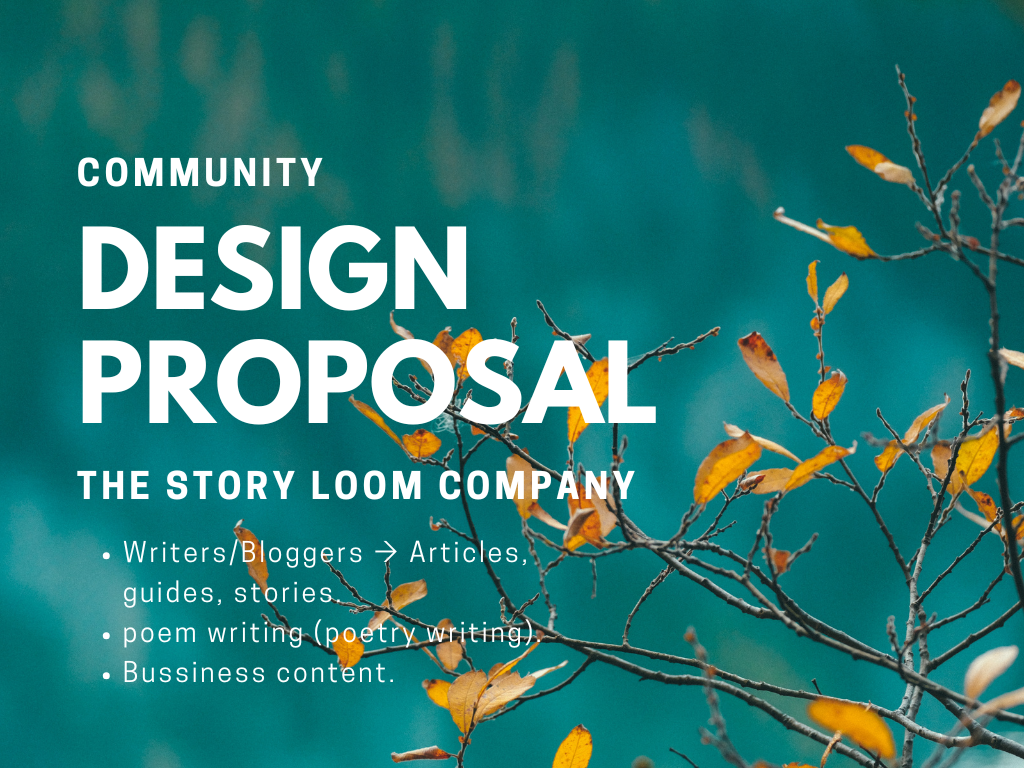 COMMUNITY
DESIGN
PROPOSAL
THE STORY LOOM COMPANY
• Writers/Bloggers → Articles,
guides, stories.
• poem writing (poetry writing).
• Bussiness content.